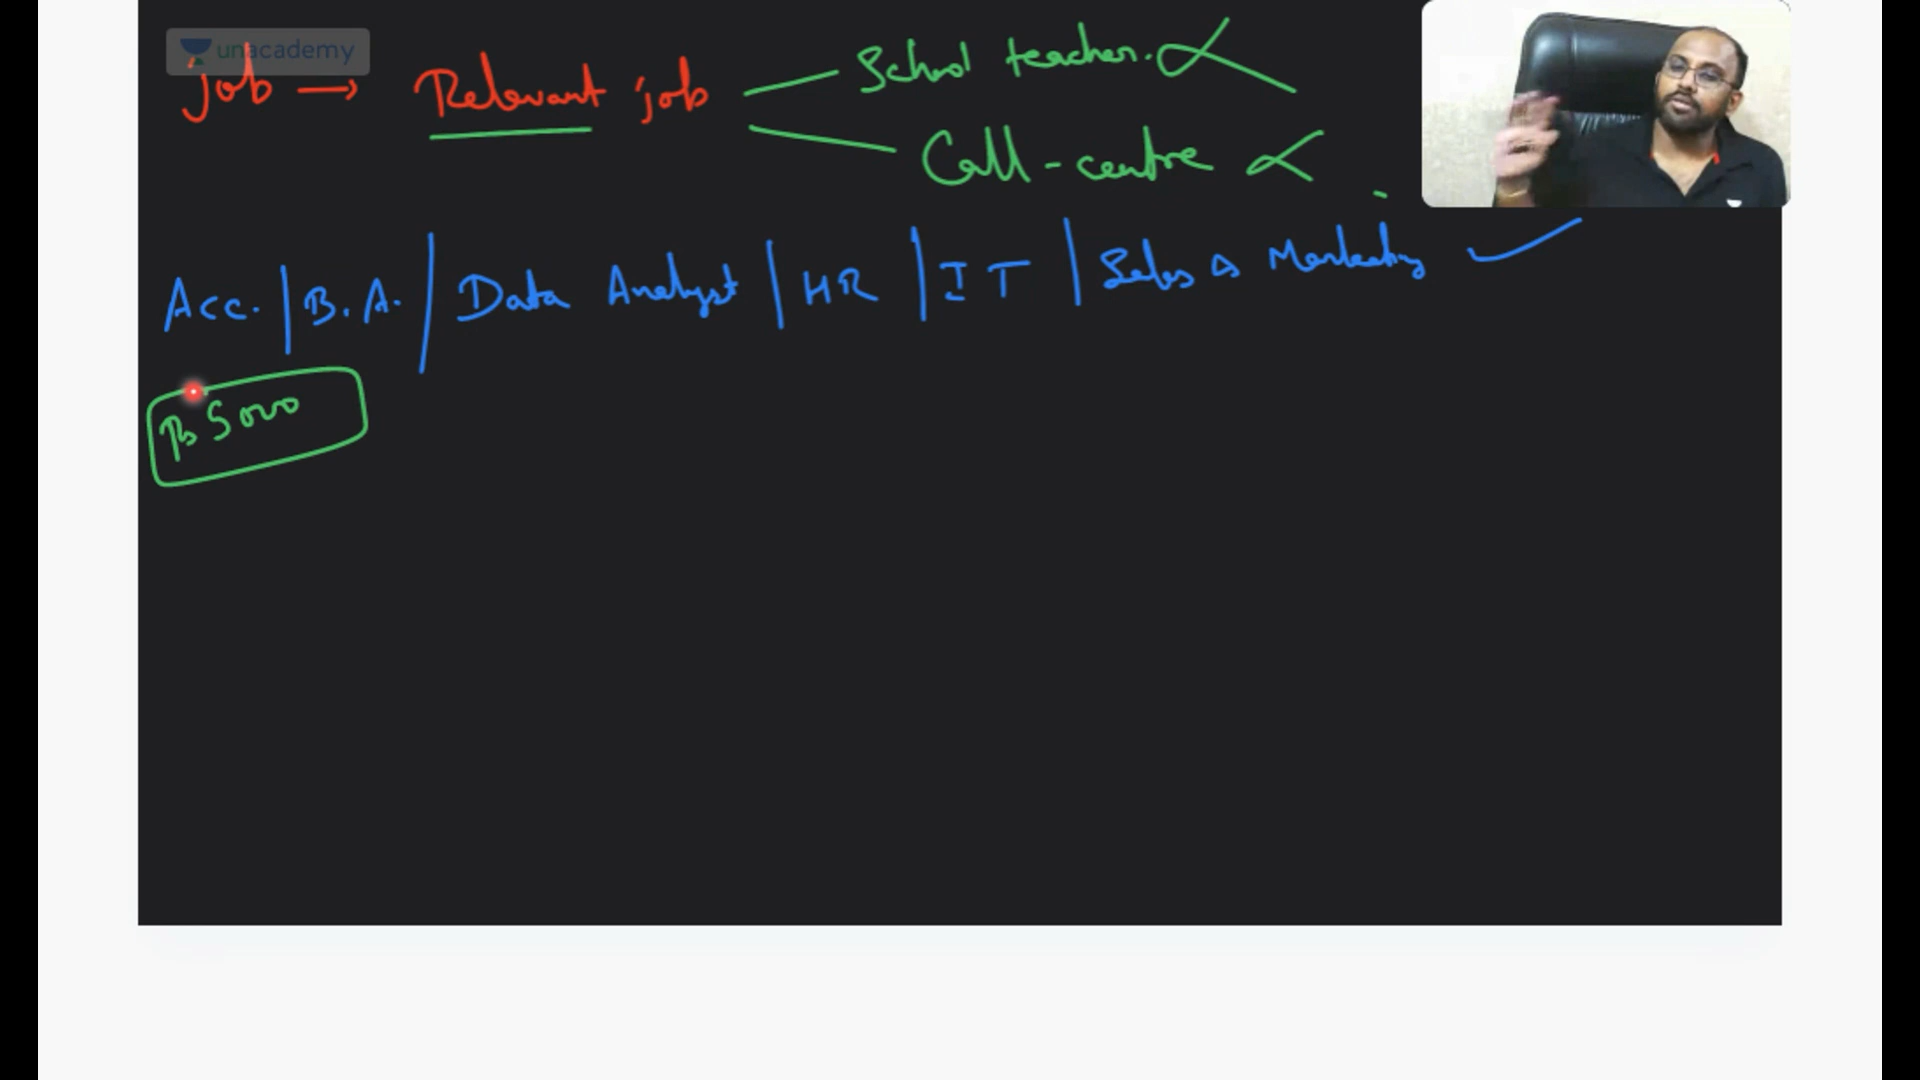 unacademy
job → Relevant job
School teacher.
Call-centre
Acc. | B.A. | Data Analyst | HR | IT | Sales & Marketing ✓
Rs 5000